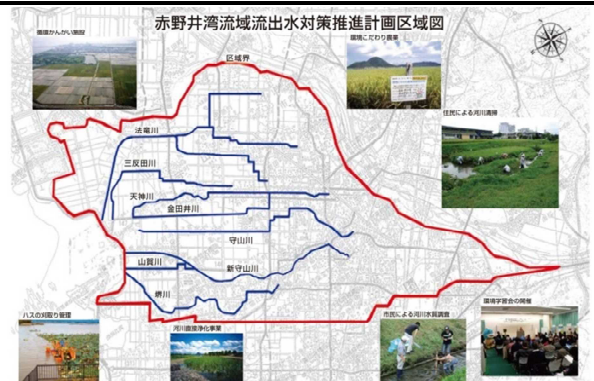 赤野井湾流域流出水対策推進計画区域図
循環かんがい施設
環境こだわり農業
区域界
住民による河川清掃
法竜川
三反田川
天神川
金田井川
守山川
山賀川
新守山川
堺川
ハスの刈取り管理
河川直接浄化事業
市民による河川水質調査
環境学習会の開催